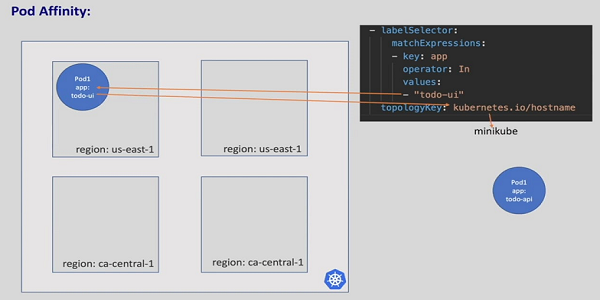 Pod Affinity:
Pod1
app:
todo-ui
region: us-east-1
region: us-east-1
region: ca-central-1
region: ca-central-1
- labelSelector:
matchExpressions:
- key: app
operator: In
values:
- "todo-ui"
topologyKey: kubernetes.io/hostname
minikube
Pod1
app:
todo-api